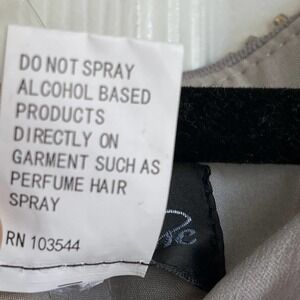 DO NOT SPRAY
ALCOHOL BASED
PRODUCTS
DIRECTLY ON
GARMENT SUCH AS
PERFUME HAIR
SPRAY
RN 103544